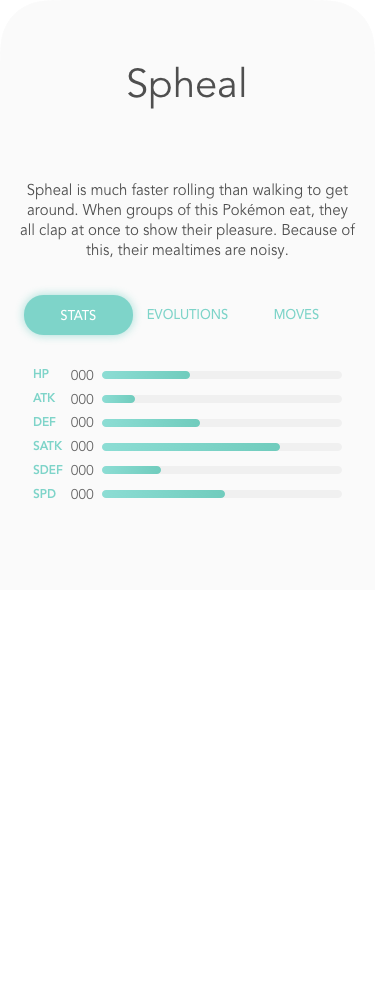 Spheal
Spheal is much faster rolling than walking to get
around. When groups of this Pokémon eat, they
all clap at once to show their pleasure. Because of
this, their mealtimes are noisy.
STATS EVOLUTIONS MOVES
HP 000
ATK 000
DEF 000
SATK 000
SDEF 000
SPD 000